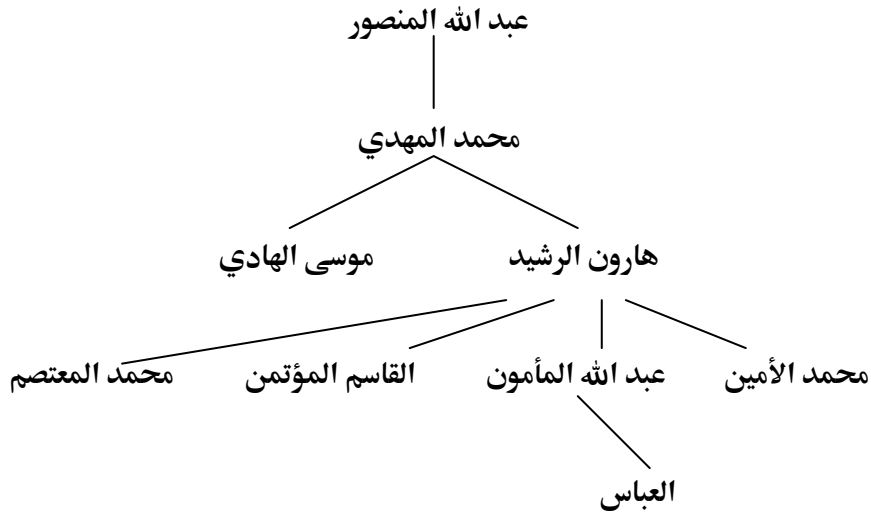 عبد الله المنصور
محمد المهدي
هارون الرشيد
موسى الهادي
محمد الأمين
عبد الله المأمون
القاسم المؤتمن
محمد المعتصم
العباس